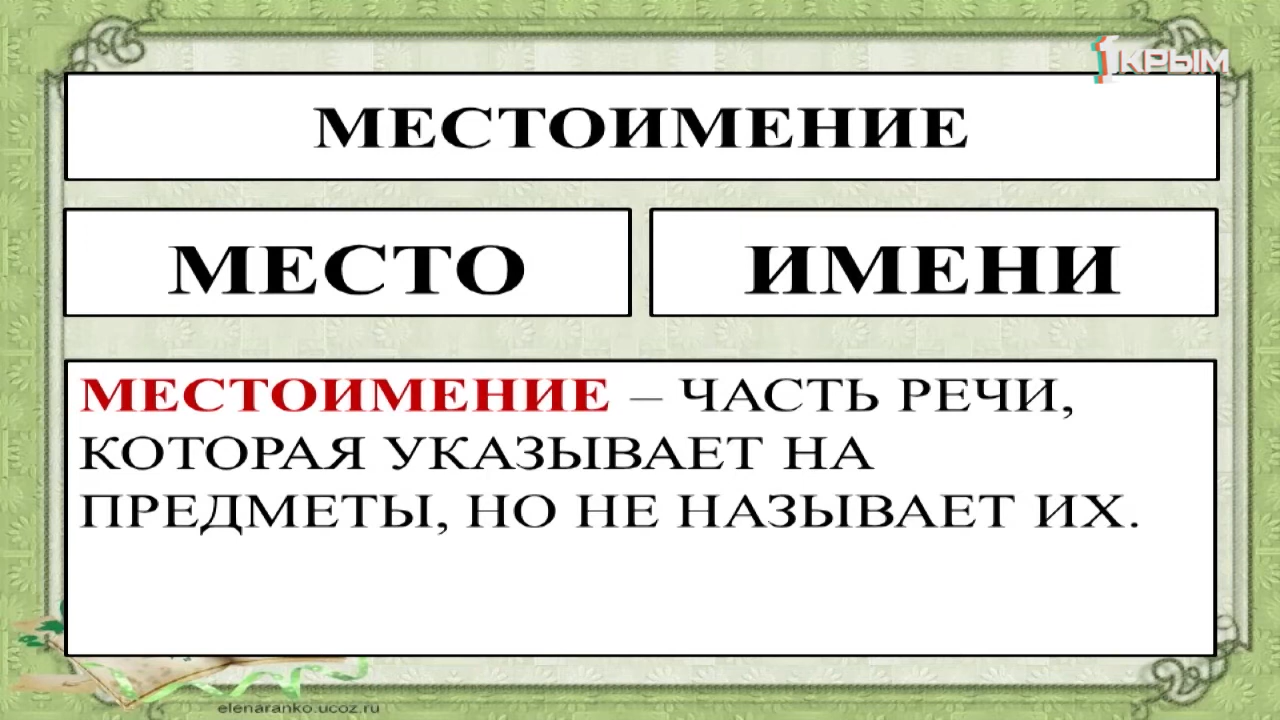 1КРЫМ
МЕСТОИМЕНИЕ
МЕСТО
ИМЕНИ
МЕСТОИМЕНИЕ – ЧАСТЬ РЕЧИ,
КОТОРАЯ УКАЗЫВАЕТ НА
ПРЕДМЕТЫ, НО НЕ НАЗЫВАЕТ ИХ.
elenaranko.ucoz.ru